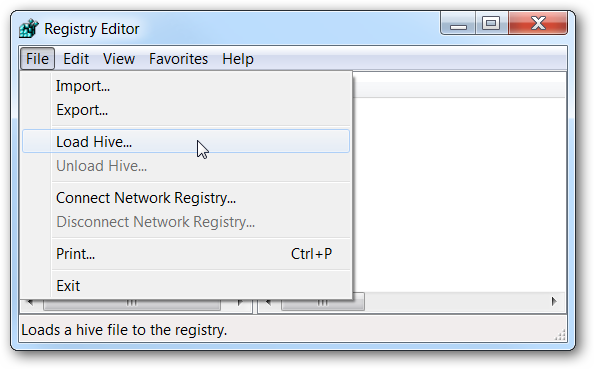 Registry Editor
File Edit View Favorites Help
Import...
Export...
Load Hive...
Unload Hive...
Connect Network Registry...
Disconnect Network Registry...
Print... Ctrl+P
Exit
Loads a hive file to the registry.